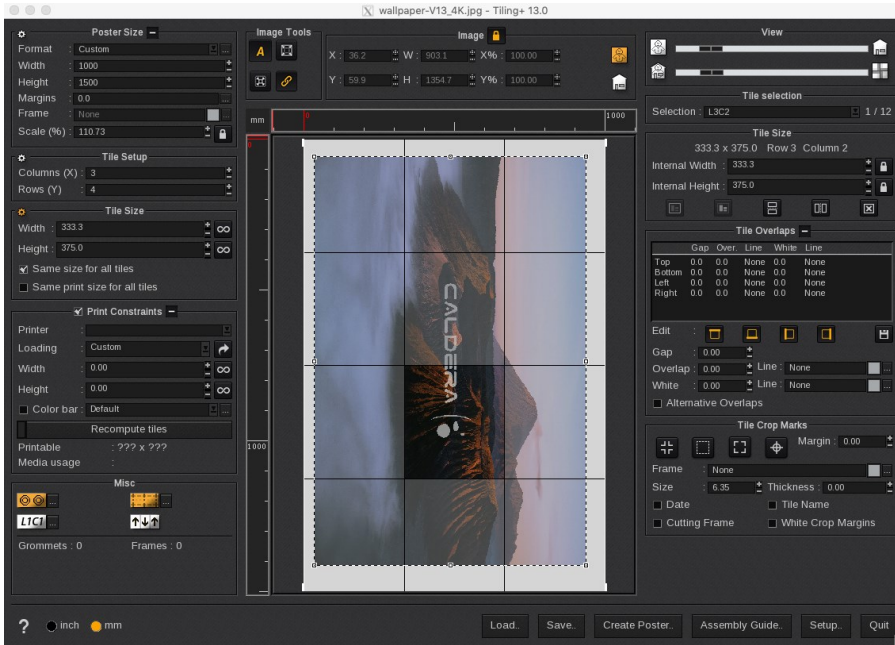 wallpaper-V13_4K.jpg - Tiling+ 13.0
Poster Size
Format : Custom
Width : 1000
Height : 1500
Margins : 0.0
Frame : None
Scale (%) : 110.73
Tile Setup
Columns (X) : 3
Rows (Y) : 4
Tile Size
Width : 333.3
Height : 375.0
Same size for all tiles
Same print size for all tiles
Print Constraints
Printer :
Loading : Custom
Width : 0.00
Height : 0.00
Color bar : Default
Recompute tiles
Printable : ??? x ???
Media usage :
Misc
L1C1
Grommets : 0 Frames : 0
Image Tools
A
Image
X : 36.2 W : 903.1 X% : 100.00
Y : 59.9 H : 1354.7 Y% : 100.00
mm
0 1000
0
1000
CALDERA
View
Tile selection
Selection : L3C2 1 / 12
Tile Size
333.3 x 375.0 Row 3 Column 2
Internal Width : 333.3
Internal Height : 375.0
Tile Overlaps
Gap Over. Line White Line
Top 0.0 0.0 None 0.0 None
Bottom 0.0 0.0 None 0.0 None
Left 0.0 0.0 None 0.0 None
Right 0.0 0.0 None 0.0 None
Edit :
Gap : 0.00
Overlap : 0.00 Line : None
White : 0.00 Line : None
Alternative Overlaps
Tile Crop Marks
Margin : 0.00
Frame : None
Size : 6.35 Thickness : 0.00
Date Tile Name
Cutting Frame White Crop Margins
? inch mm
Load.. Save.. Create Poster.. Assembly Guide.. Setup.. Quit